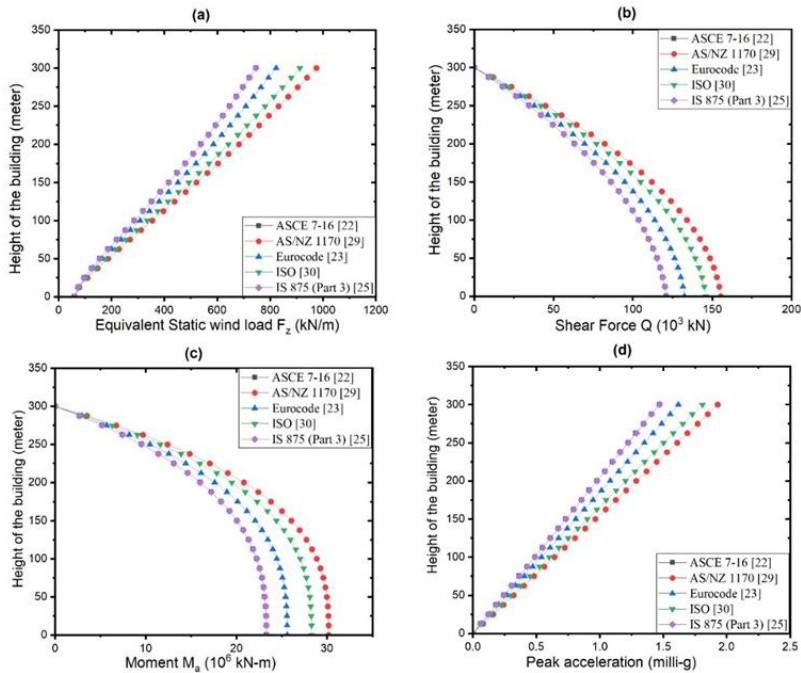 (a)
350
300
250
200
150
100
50
0
Height of the building (meter)
ASCE 7-16 [22]
AS/NZ 1170 [29]
Eurocode [23]
ISO [30]
IS 875 (Part 3) [25]
0 200 400 600 800 1000 1200
Equivalent Static wind load Fz (kN/m)
(b)
350
300
250
200
150
100
50
0
Height of the building (meter)
ASCE 7-16 [22]
AS/NZ 1170 [29]
Eurocode [23]
ISO [30]
IS 875 (Part 3) [25]
0 50 100 150 200
Shear Force Q (10³ kN)
(c)
350
300
250
200
150
100
50
0
Height of the building (meter)
ASCE 7-16 [22]
AS/NZ 1170 [29]
Eurocode [23]
ISO [30]
IS 875 (Part 3) [25]
0 10 20 30
Moment Ma (10⁶ kN-m)
(d)
350
300
250
200
150
100
50
0
Height of the building (meter)
ASCE 7-16 [22]
AS/NZ 1170 [29]
Eurocode [23]
ISO [30]
IS 875 (Part 3) [25]
0.0 0.5 1.0 1.5 2.0 2.5
Peak acceleration (milli-g)